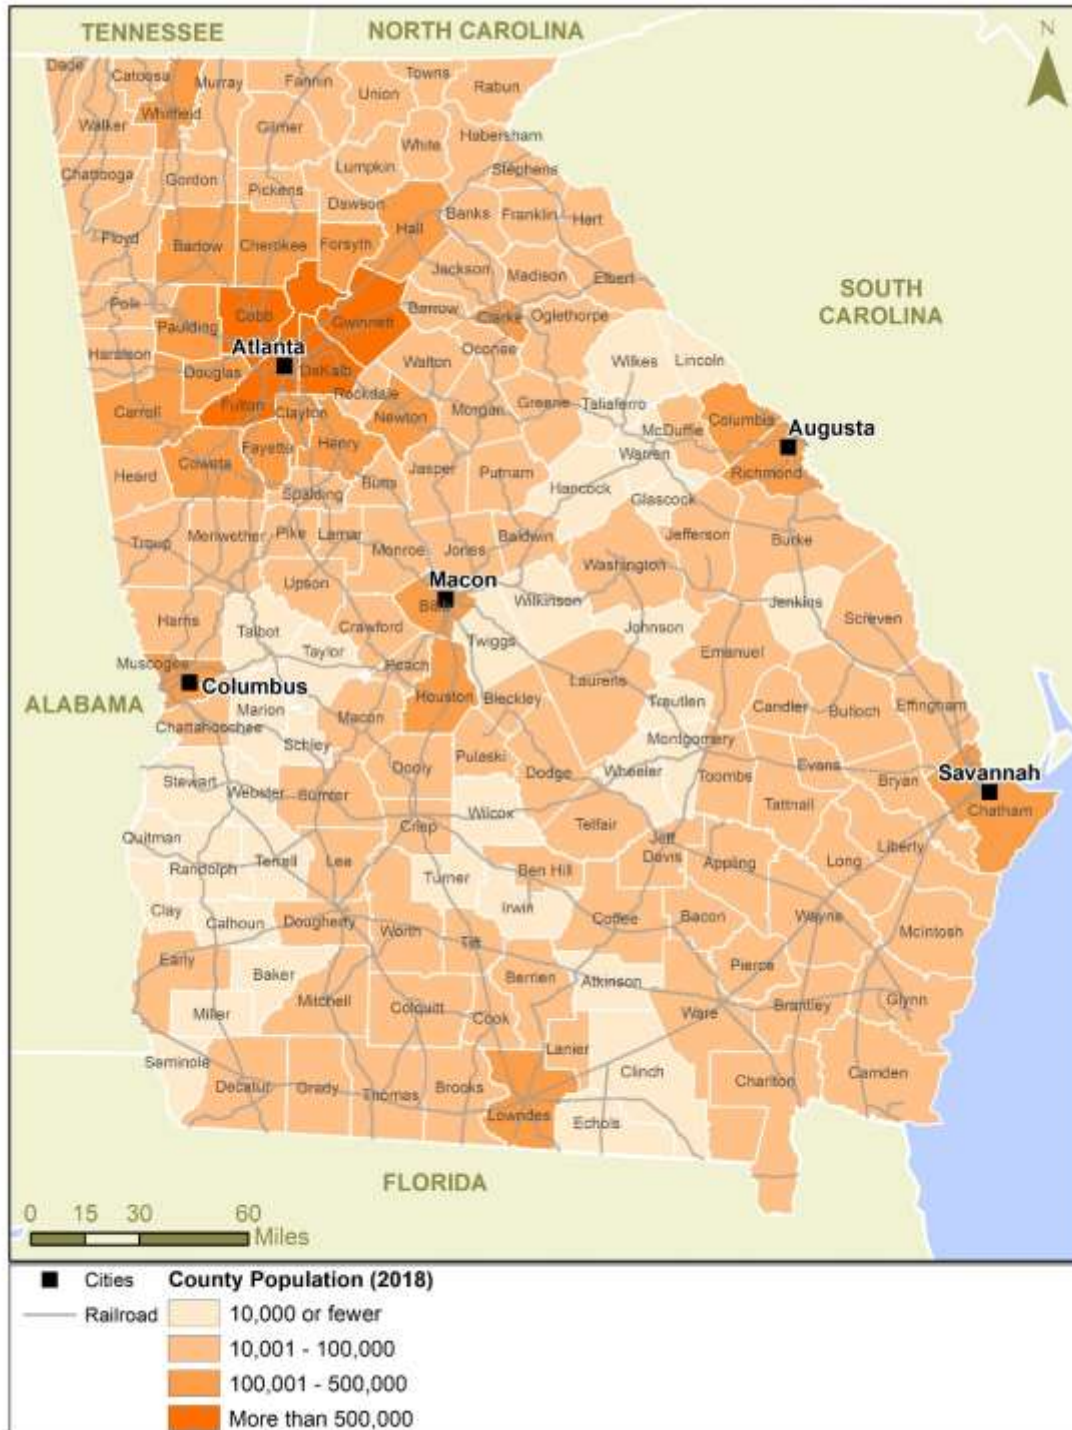 TENNESSEE
NORTH CAROLINA
N
Dade
Catoosa
Murray
Fannin
Towns
Rabun
Union
Whitfield
Walker
Gilmer
White
Habersham
Lumpkin
Stephens
Chattooga
Gordon
Pickens
Dawson
Banks
Franklin
Hart
Hall
Floyd
Bartow
Cherokee
Forsyth
Jackson
Madison
Elbert
SOUTH
CAROLINA
Polk
Cobb
Gwinnett
Barrow
Clarke
Oglethorpe
Paulding
Haralson
Atlanta
Oconee
Wilkes
Lincoln
Douglas
DeKalb
Walton
Rockdale
Carroll
Fulton
Clayton
Newton
Morgan
Greene
Taliaferro
Columbia
McDuffie
Augusta
Fayette
Henry
Warren
Heard
Coweta
Jasper
Putnam
Richmond
Spalding
Butts
Hancock
Glascock
Troup
Meriwether
Pike
Lamar
Monroe
Jones
Baldwin
Jefferson
Burke
Upson
Washington
Macon
Bibb
Wilkinson
Jenkins
Screven
Harris
Talbot
Crawford
Twiggs
Johnson
Taylor
Peach
Emanuel
Muscogee
Columbus
Houston
Bleckley
Laurens
Treutlen
Candler
Bulloch
Effingham
ALABAMA
Marion
Macon
Chattahoochee
Schley
Montgomery
Dooly
Pulaski
Dodge
Wheeler
Toombs
Evans
Bryan
Savannah
Stewart
Webster
Sumter
Tattnall
Chatham
Crisp
Wilcox
Telfair
Quitman
Jeff
Davis
Liberty
Randolph
Terrell
Lee
Turner
Ben Hill
Appling
Long
Clay
Calhoun
Dougherty
Irwin
Coffee
Bacon
Wayne
McIntosh
Worth
Tift
Early
Baker
Berrien
Atkinson
Pierce
Mitchell
Miller
Colquitt
Cook
Ware
Brantley
Glynn
Seminole
Lanier
Clinch
Charlton
Camden
Decatur
Grady
Thomas
Brooks
Lowndes
Echols
FLORIDA
0 15 30 60
Miles
Cities
County Population (2018)
Railroad
10,000 or fewer
10,001 - 100,000
100,001 - 500,000
More than 500,000